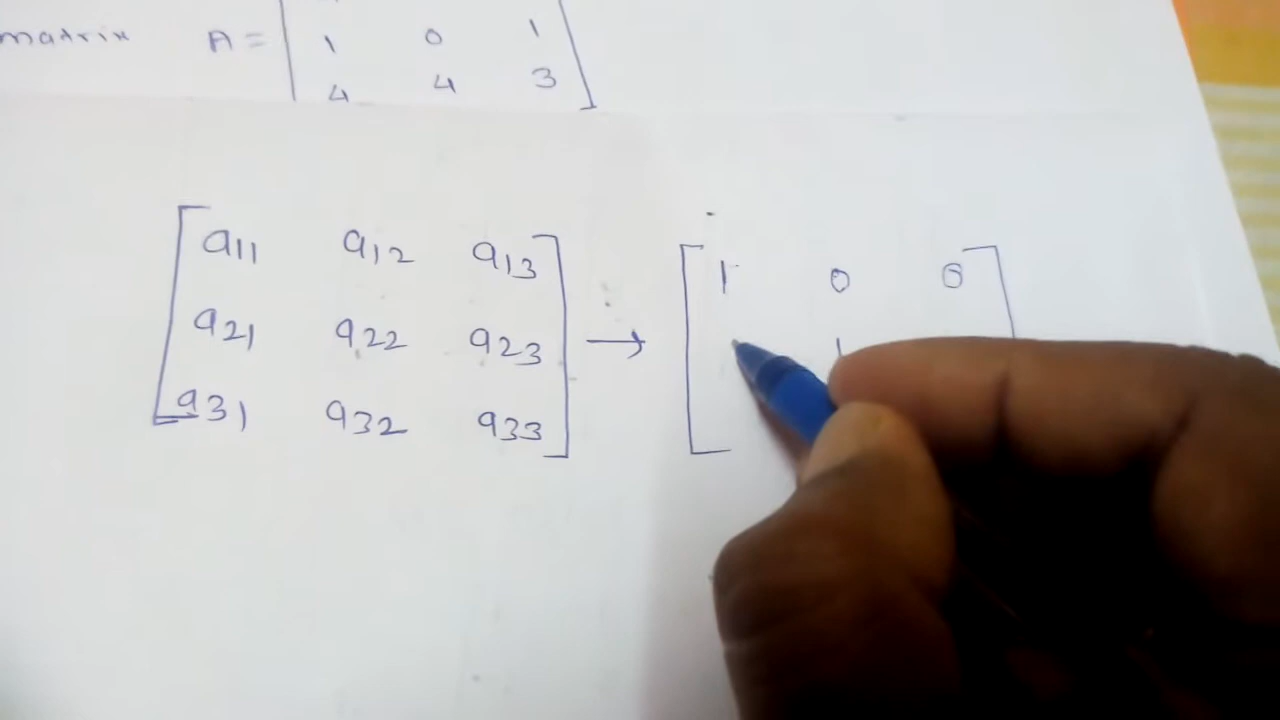 matrix A = [
1 0 1
4 4 3
[ a11 a12 a13 ] → [ 1 0 0 ]
a21 a22 a23 1
a31 a32 a33